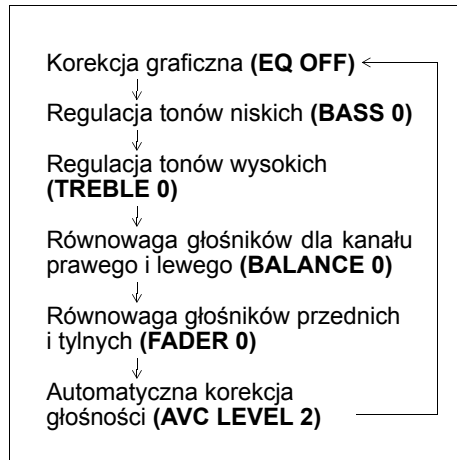 Korekcja graficzna (EQ OFF)
Regulacja tonów niskich (BASS 0)
Regulacja tonów wysokich
(TREBLE 0)
Równowaga głośników dla kanału
prawego i lewego (BALANCE 0)
Równowaga głośników przednich
i tylnych (FADER 0)
Automatyczna korekcja
głośności (AVC LEVEL 2)